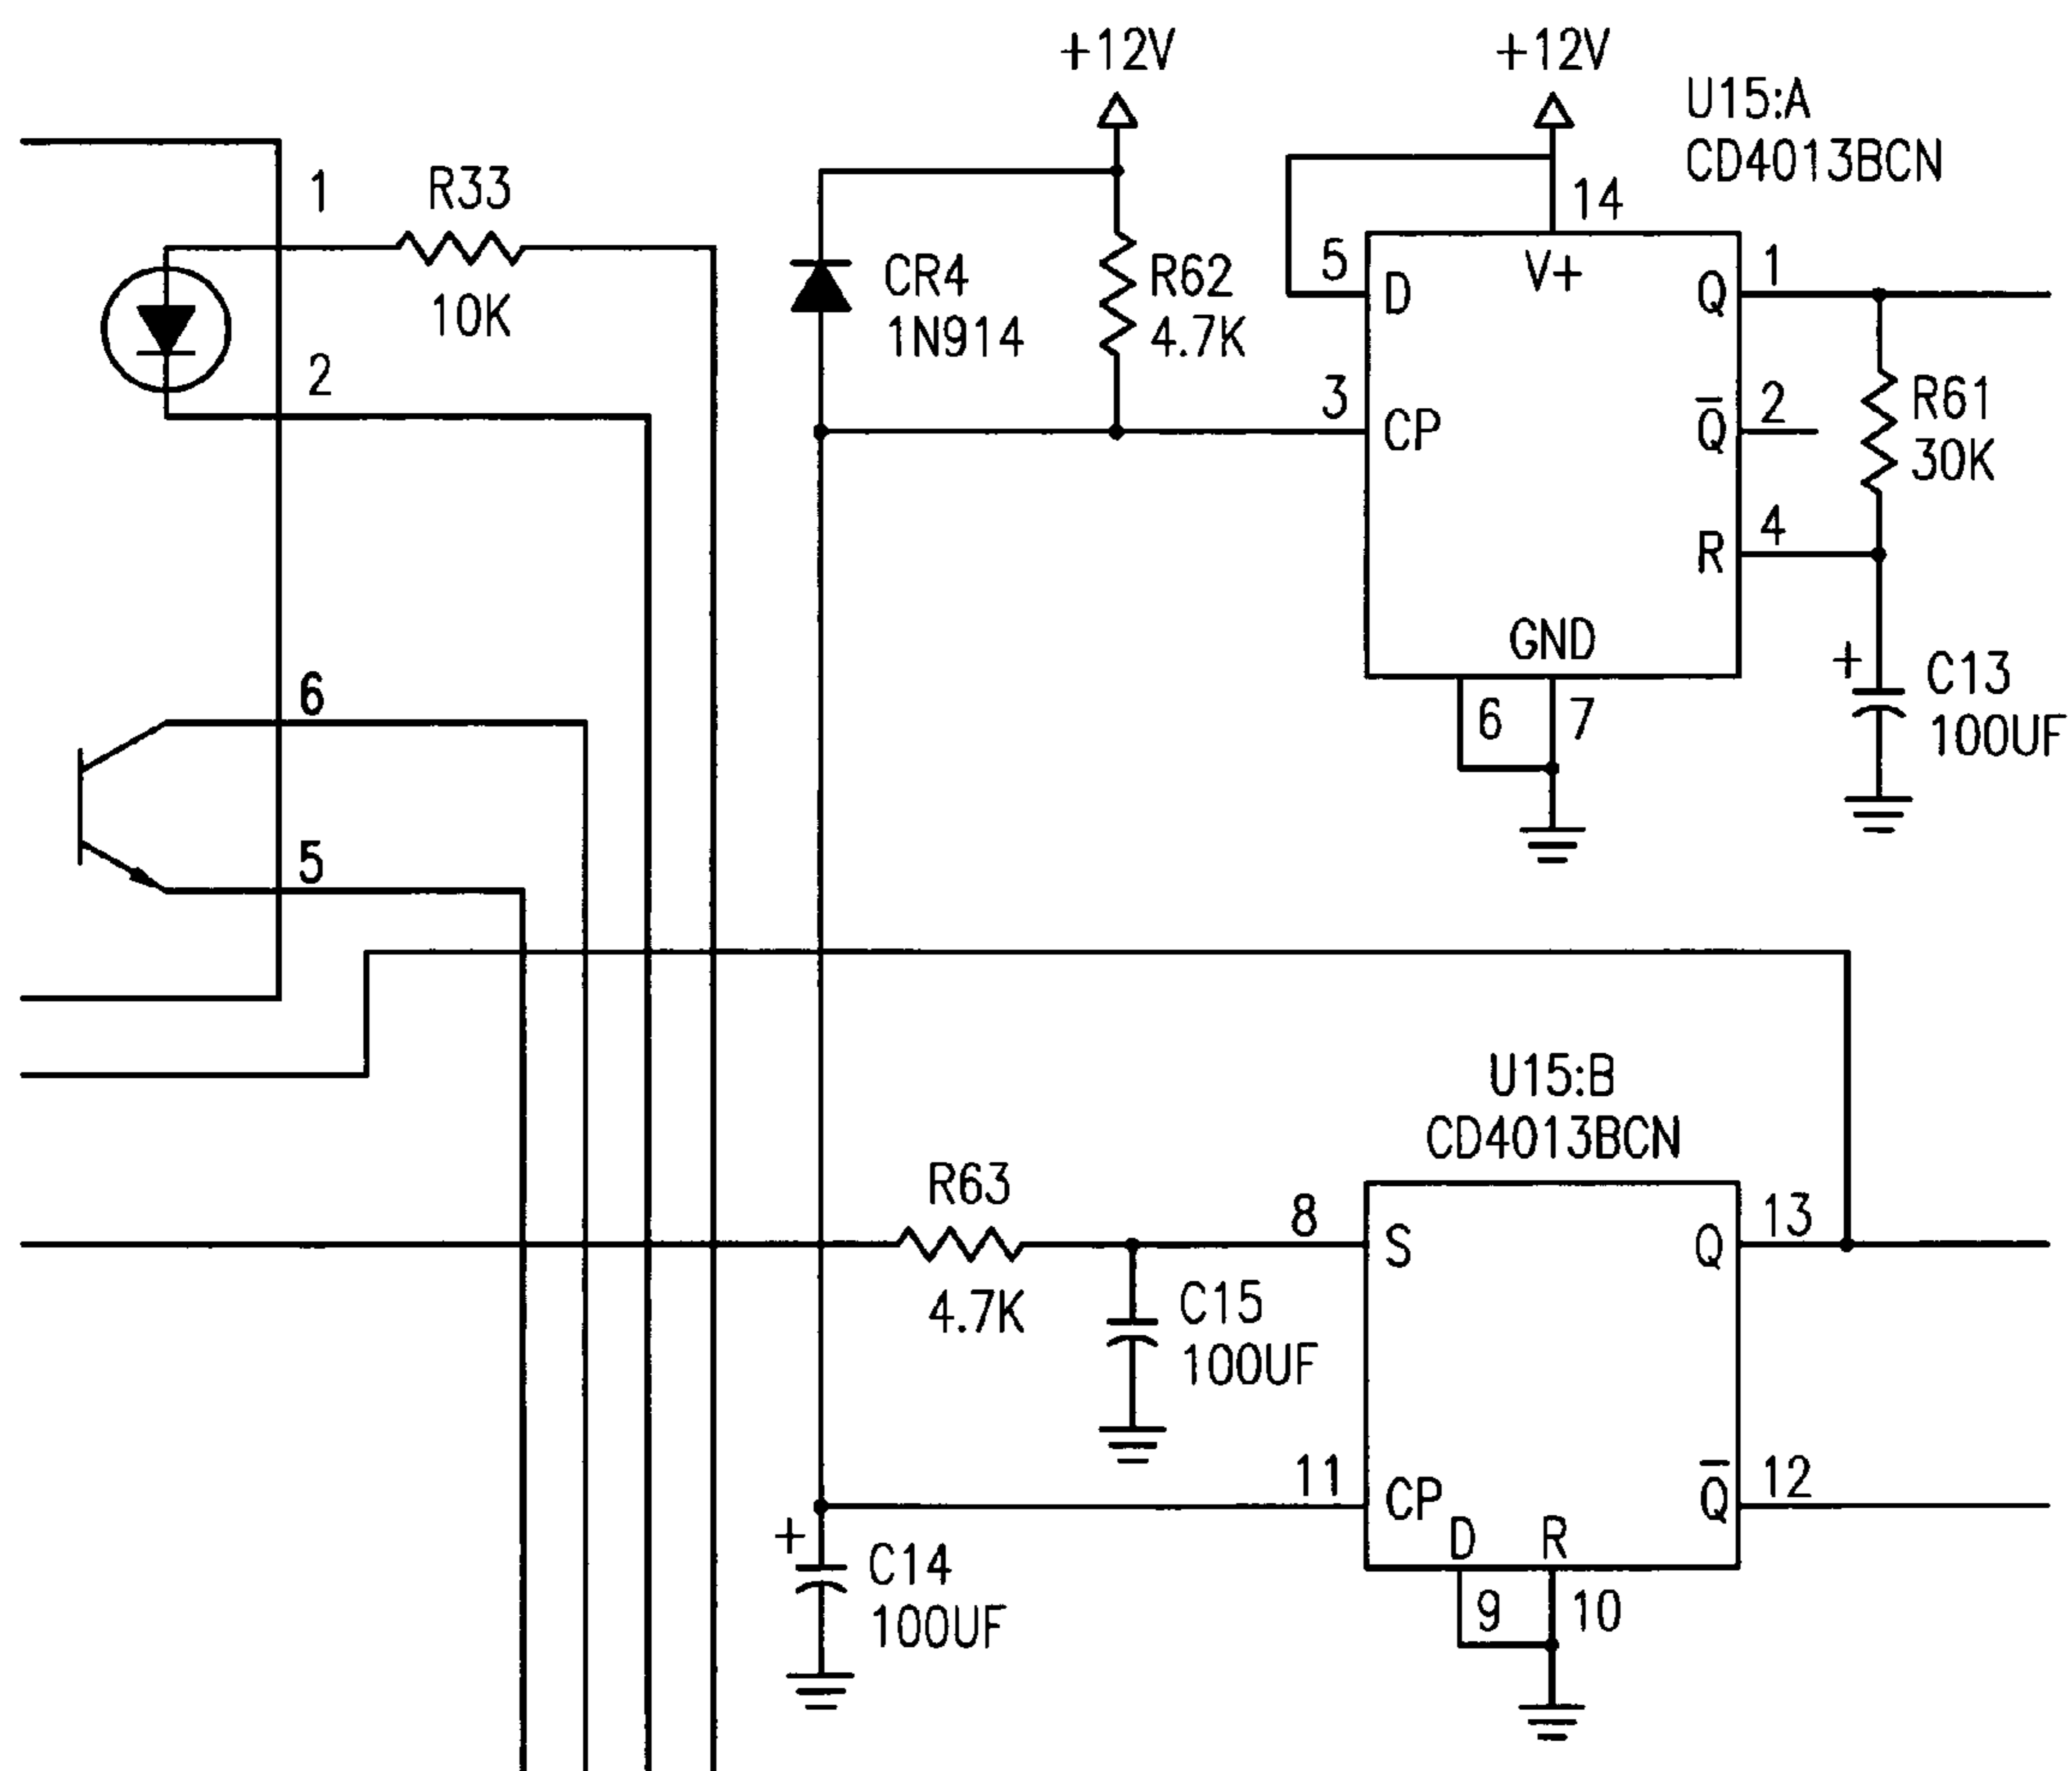 +12V
+12V
U15:A
CD4013BCN
1
R33
10K
2
6
5
CR4
1N914
R62
4.7K
14
5
D
V+
Q
1
3
CP
Q̅
2
R61
30K
R
4
GND
6
7
+
C13
100UF
U15:B
CD4013BCN
R63
4.7K
8
S
Q
13
C15
100UF
11
CP
Q̅
12
D
R
9
10
+
C14
100UF